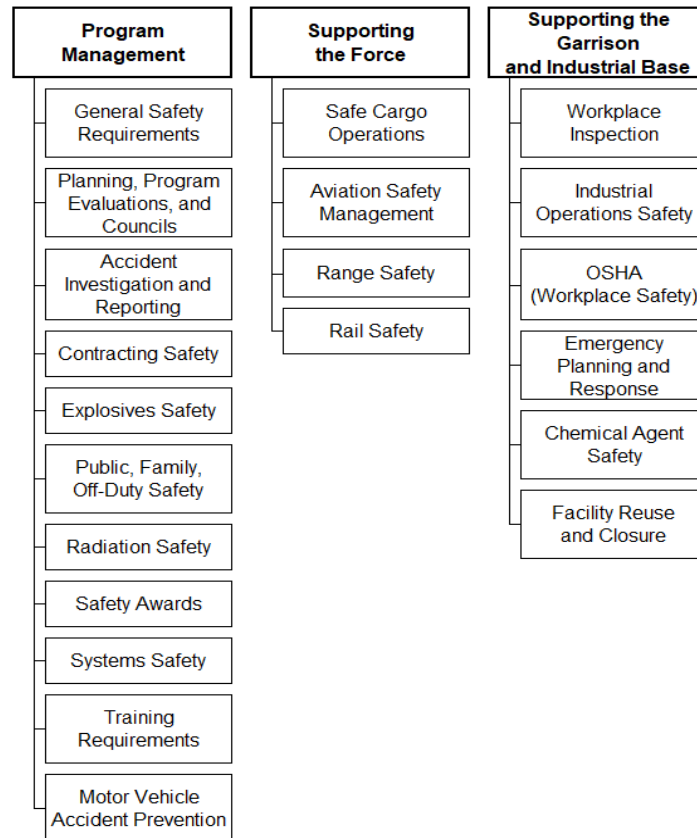 Program
Management
General Safety
Requirements
Planning, Program
Evaluations, and
Councils
Accident
Investigation and
Reporting
Contracting Safety
Explosives Safety
Public, Family,
Off-Duty Safety
Radiation Safety
Safety Awards
Systems Safety
Training
Requirements
Motor Vehicle
Accident Prevention
Supporting
the Force
Safe Cargo
Operations
Aviation Safety
Management
Range Safety
Rail Safety
Supporting the
Garrison
and Industrial Base
Workplace
Inspection
Industrial
Operations Safety
OSHA
(Workplace Safety)
Emergency
Planning and
Response
Chemical Agent
Safety
Facility Reuse
and Closure